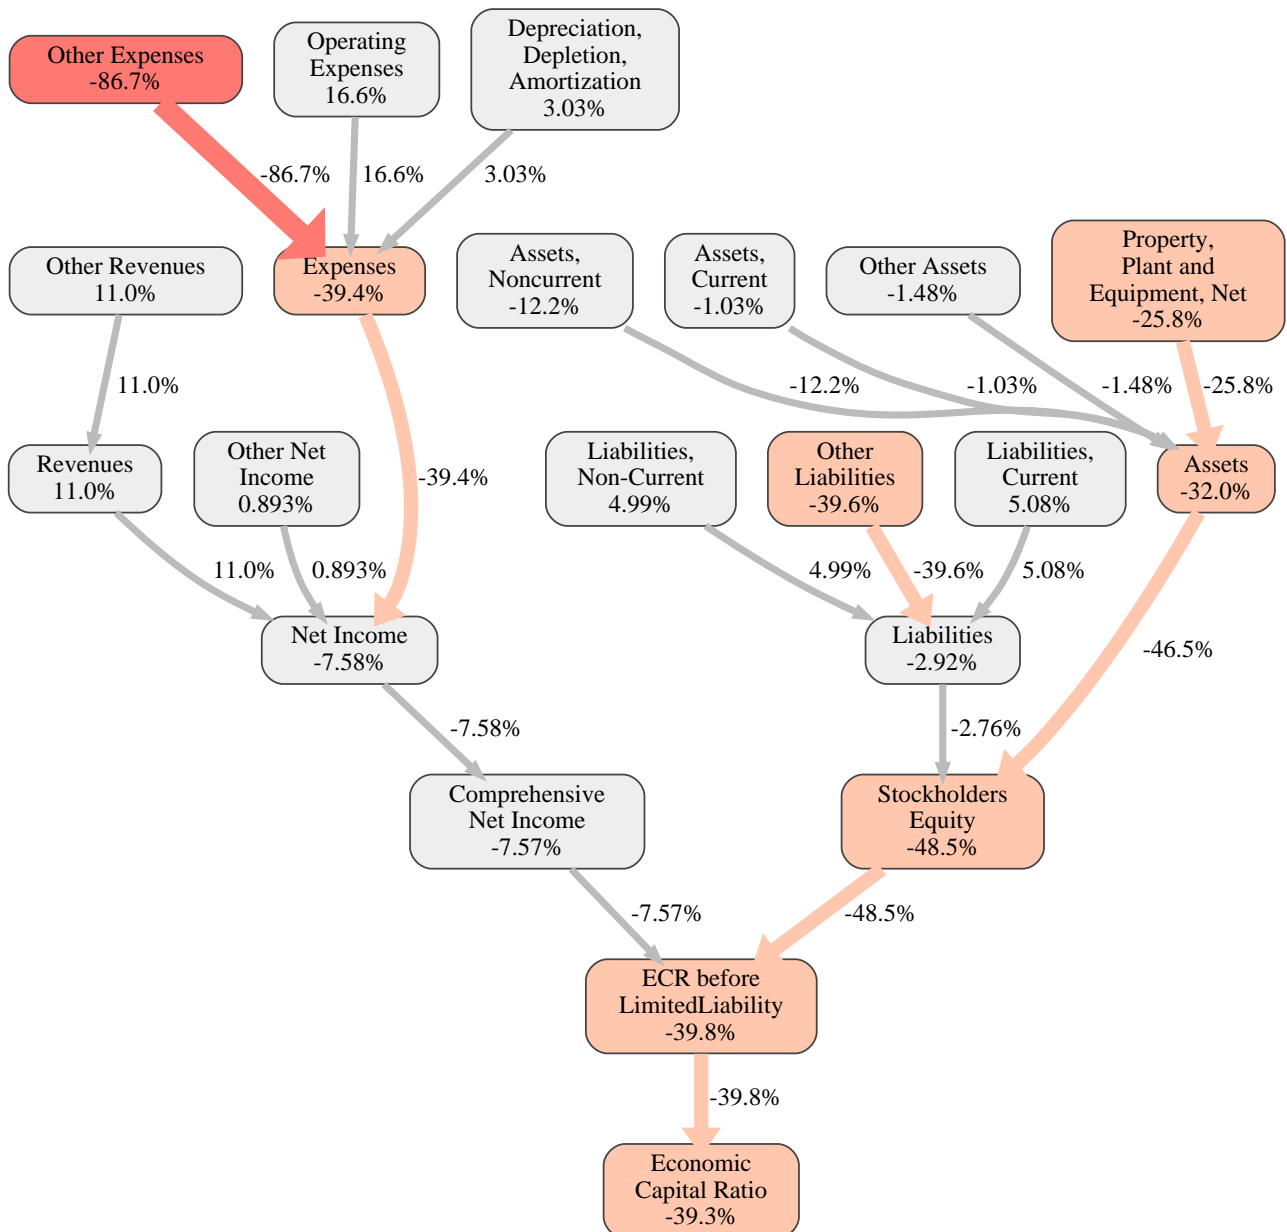 Other Expenses
-86.7%
Operating
Expenses
16.6%
Depreciation,
Depletion,
Amortization
3.03%
-86.7%
16.6%
3.03%
Other Revenues
11.0%
Expenses
-39.4%
Assets,
Noncurrent
-12.2%
Assets,
Current
-1.03%
Other Assets
-1.48%
Property,
Plant and
Equipment, Net
-25.8%
11.0%
-12.2%
-1.03%
-1.48%
-25.8%
Revenues
11.0%
Other Net
Income
0.893%
-39.4%
Liabilities,
Non-Current
4.99%
Other
Liabilities
-39.6%
Liabilities,
Current
5.08%
Assets
-32.0%
11.0%
0.893%
4.99%
-39.6%
5.08%
Net Income
-7.58%
Liabilities
-2.92%
-46.5%
-7.58%
-2.76%
Comprehensive
Net Income
-7.57%
Stockholders
Equity
-48.5%
-7.57%
-48.5%
ECR before
LimitedLiability
-39.8%
-39.8%
Economic
Capital Ratio
-39.3%